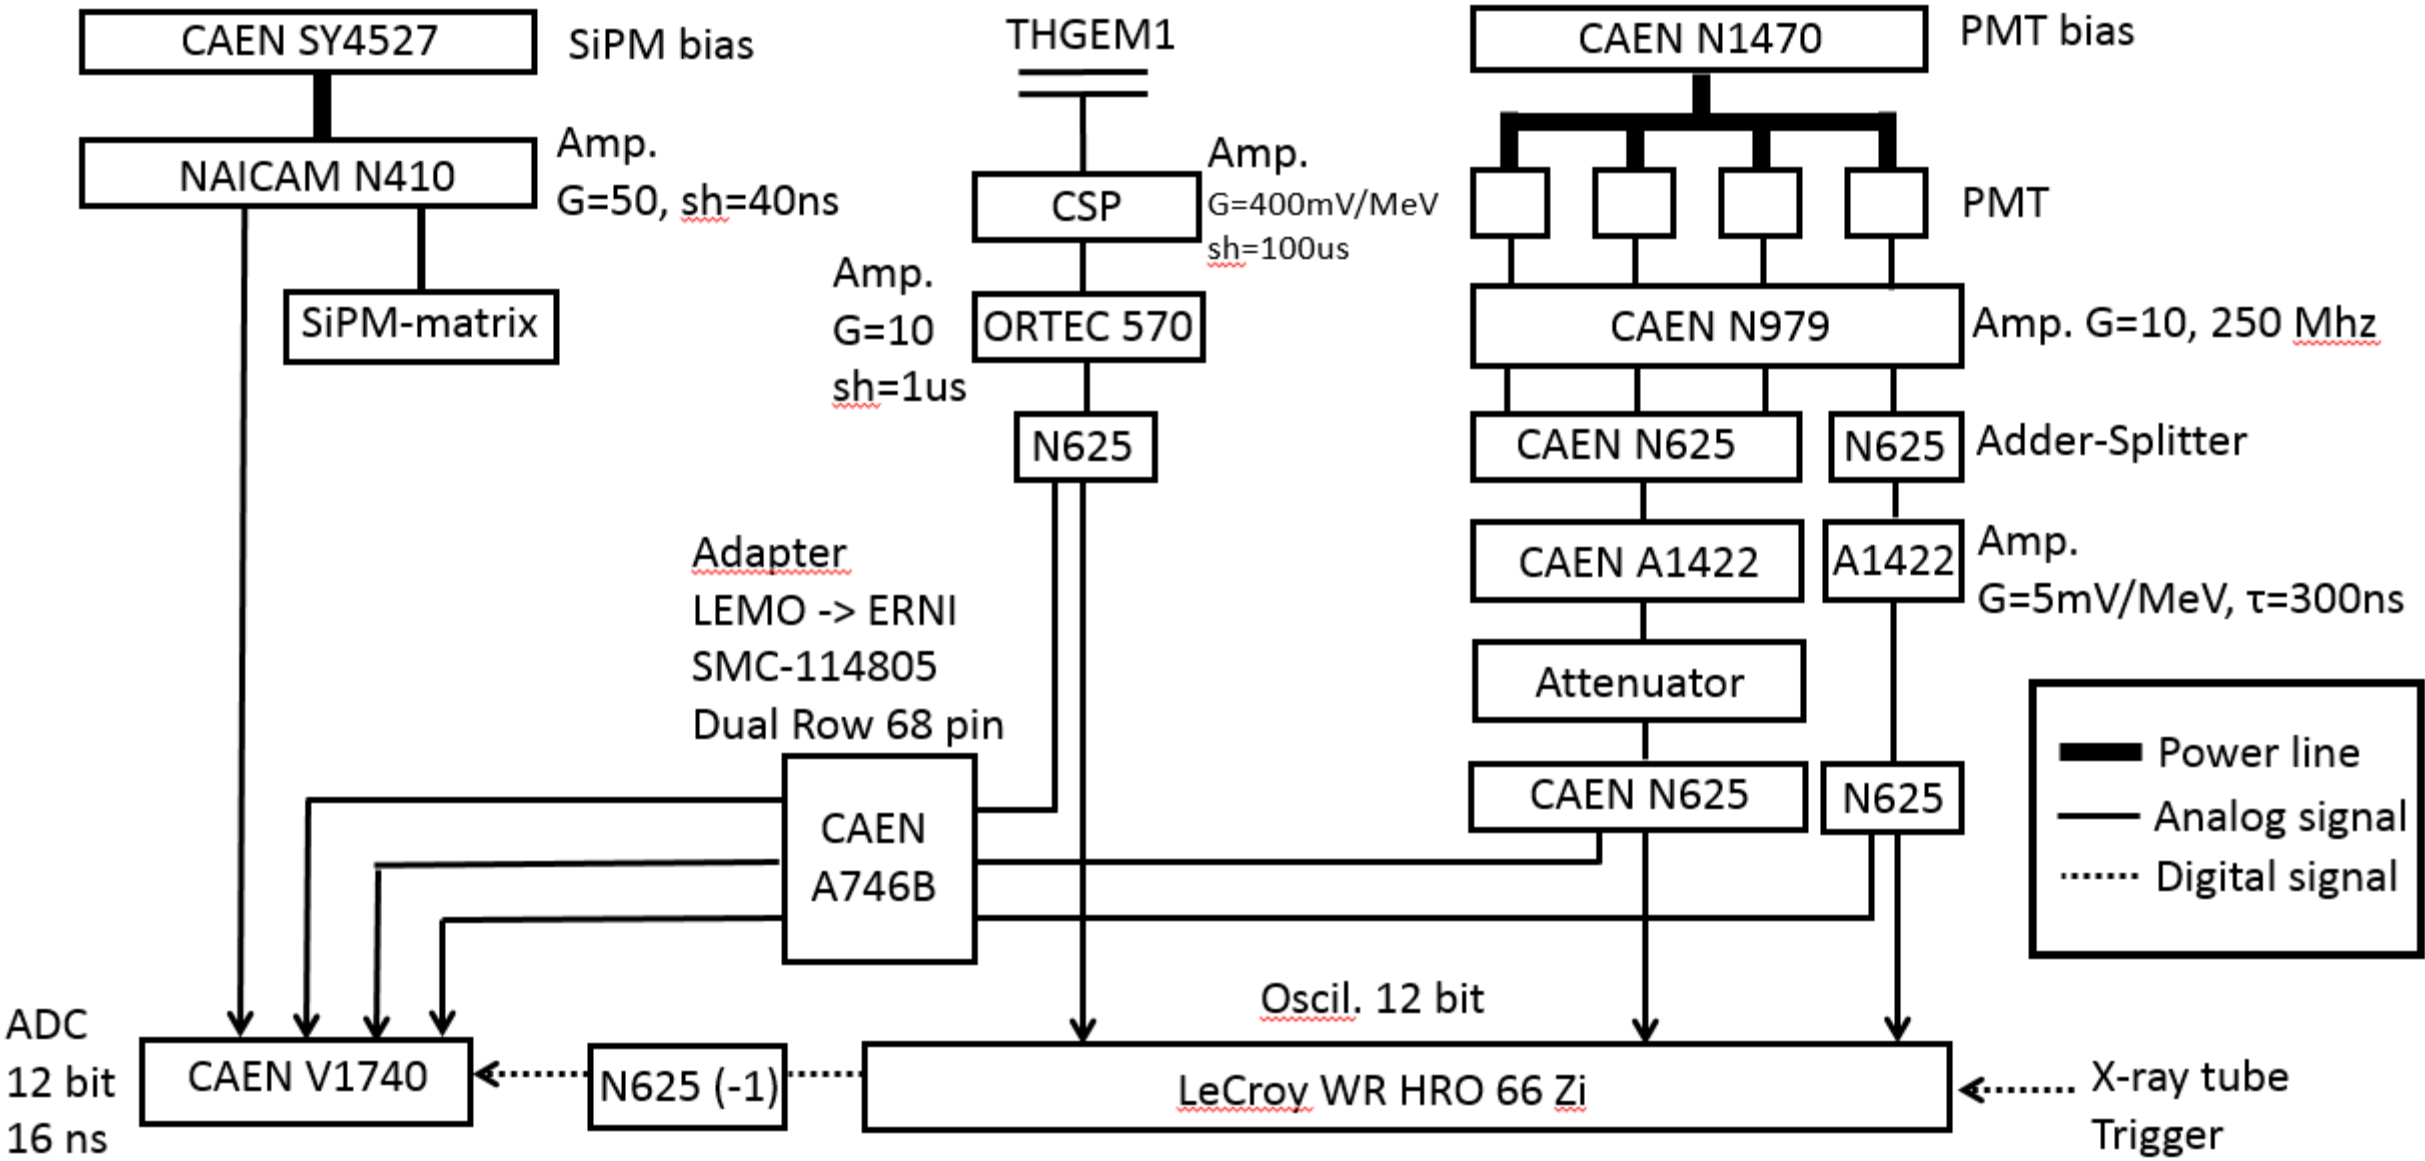 CAEN SY4527
SiPM bias
NAICAM N410
Amp.
G=50, sh=40ns
SiPM-matrix
THGEM1
CSP
Amp.
G=400mV/MeV
sh=100us
Amp.
G=10
sh=1us
ORTEC 570
N625
CAEN N1470
PMT bias
PMT
CAEN N979
Amp. G=10, 250 Mhz
CAEN N625
N625
Adder-Splitter
CAEN A1422
A1422
Amp.
G=5mV/MeV, τ=300ns
Attenuator
CAEN N625
N625
Adapter
LEMO -> ERNI
SMC-114805
Dual Row 68 pin
CAEN
A746B
Power line
Analog signal
Digital signal
ADC
12 bit
16 ns
CAEN V1740
N625 (-1)
Oscil. 12 bit
LeCroy WR HRO 66 Zi
X-ray tube
Trigger